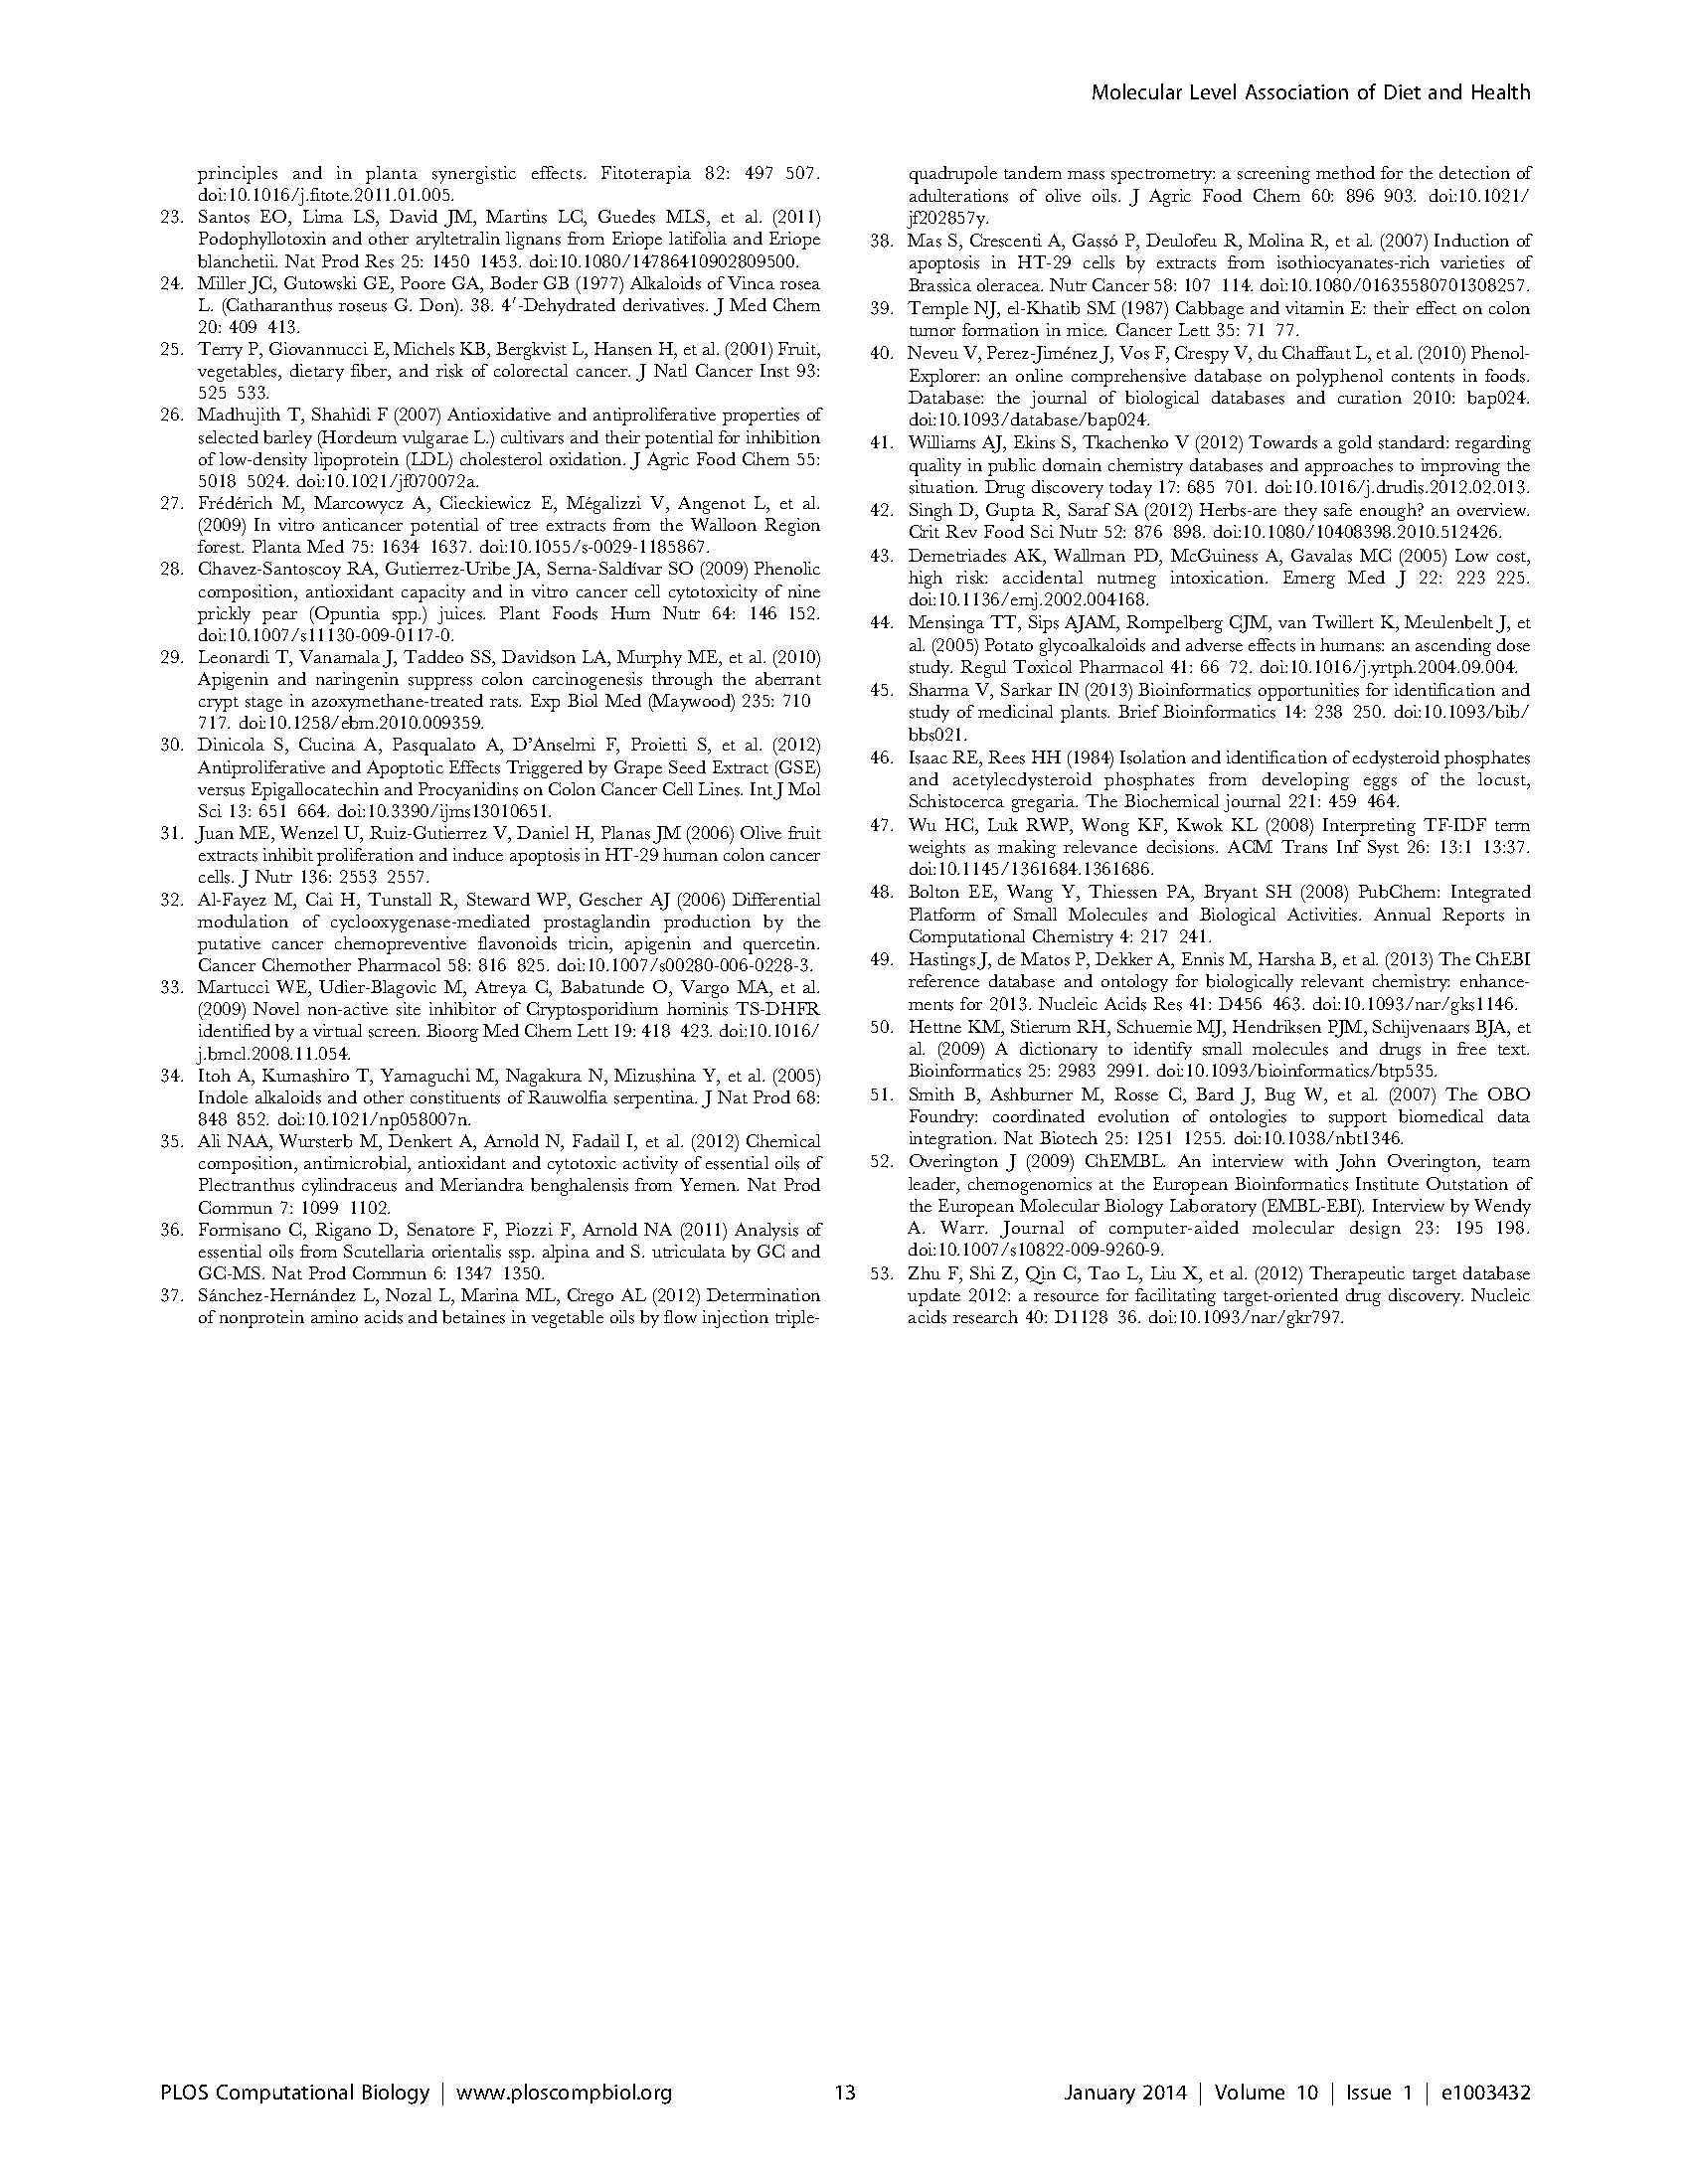 Molecular Level Association of Diet and Health
principles and in planta synergistic effects. Fitoterapia 82: 497 507.
doi:10.1016/j.fitote.2011.01.005.
23. Santos EO, Lima LS, David JM, Martins LC, Guedes MLS, et al. (2011)
Podophyllotoxin and other aryltetralin lignans from Eriope latifolia and Eriope
blanchetii. Nat Prod Res 25: 1450 1453. doi:10.1080/14786410902809500.
24. Miller JC, Gutowski GE, Poore GA, Boder GB (1977) Alkaloids of Vinca rosea
L. (Catharanthus roseus G. Don). 38. 4′-Dehydrated derivatives. J Med Chem
20: 409 413.
25. Terry P, Giovannucci E, Michels KB, Bergkvist L, Hansen H, et al. (2001) Fruit,
vegetables, dietary fiber, and risk of colorectal cancer. J Natl Cancer Inst 93:
525 533.
26. Madhujith T, Shahidi F (2007) Antioxidative and antiproliferative properties of
selected barley (Hordeum vulgarae L.) cultivars and their potential for inhibition
of low-density lipoprotein (LDL) cholesterol oxidation. J Agric Food Chem 55:
5018 5024. doi:10.1021/jf070072a.
27. Frédérich M, Marcowycz A, Cieckiewicz E, Mégalizzi V, Angenot L, et al.
(2009) In vitro anticancer potential of tree extracts from the Walloon Region
forest. Planta Med 75: 1634 1637. doi:10.1055/s-0029-1185867.
28. Chavez-Santoscoy RA, Gutierrez-Uribe JA, Serna-Saldívar SO (2009) Phenolic
composition, antioxidant capacity and in vitro cancer cell cytotoxicity of nine
prickly pear (Opuntia spp.) juices. Plant Foods Hum Nutr 64: 146 152.
doi:10.1007/s11130-009-0117-0.
29. Leonardi T, Vanamala J, Taddeo SS, Davidson LA, Murphy ME, et al. (2010)
Apigenin and naringenin suppress colon carcinogenesis through the aberrant
crypt stage in azoxymethane-treated rats. Exp Biol Med (Maywood) 235: 710
717. doi:10.1258/ebm.2010.009359.
30. Dinicola S, Cucina A, Pasqualato A, D'Anselmi F, Proietti S, et al. (2012)
Antiproliferative and Apoptotic Effects Triggered by Grape Seed Extract (GSE)
versus Epigallocatechin and Procyanidins on Colon Cancer Cell Lines. Int J Mol
Sci 13: 651 664. doi:10.3390/ijms13010651.
31. Juan ME, Wenzel U, Ruiz-Gutierrez V, Daniel H, Planas JM (2006) Olive fruit
extracts inhibit proliferation and induce apoptosis in HT-29 human colon cancer
cells. J Nutr 136: 2553 2557.
32. Al-Fayez M, Cai H, Tunstall R, Steward WP, Gescher AJ (2006) Differential
modulation of cyclooxygenase-mediated prostaglandin production by the
putative cancer chemopreventive flavonoids tricin, apigenin and quercetin.
Cancer Chemother Pharmacol 58: 816 825. doi:10.1007/s00280-006-0228-3.
33. Martucci WE, Udier-Blagovic M, Atreya C, Babatunde O, Vargo MA, et al.
(2009) Novel non-active site inhibitor of Cryptosporidium hominis TS-DHFR
identified by a virtual screen. Bioorg Med Chem Lett 19: 418 423. doi:10.1016/
j.bmcl.2008.11.054.
34. Itoh A, Kumashiro T, Yamaguchi M, Nagakura N, Mizushina Y, et al. (2005)
Indole alkaloids and other constituents of Rauwolfia serpentina. J Nat Prod 68:
848 852. doi:10.1021/np058007n.
35. Ali NAA, Wursterb M, Denkert A, Arnold N, Fadail I, et al. (2012) Chemical
composition, antimicrobial, antioxidant and cytotoxic activity of essential oils of
Plectranthus cylindraceus and Meriandra benghalensis from Yemen. Nat Prod
Commun 7: 1099 1102.
36. Formisano C, Rigano D, Senatore F, Piozzi F, Arnold NA (2011) Analysis of
essential oils from Scutellaria orientalis ssp. alpina and S. utriculata by GC and
GC-MS. Nat Prod Commun 6: 1347 1350.
37. Sánchez-Hernández L, Nozal L, Marina ML, Crego AL (2012) Determination
of nonprotein amino acids and betaines in vegetable oils by flow injection triple-
quadrupole tandem mass spectrometry: a screening method for the detection of
adulterations of olive oils. J Agric Food Chem 60: 896 903. doi:10.1021/
jf202857y.
38. Mas S, Crescenti A, Gassó P, Deulofeu R, Molina R, et al. (2007) Induction of
apoptosis in HT-29 cells by extracts from isothiocyanates-rich varieties of
Brassica oleracea. Nutr Cancer 58: 107 114. doi:10.1080/01635580701308257.
39. Temple NJ, el-Khatib SM (1987) Cabbage and vitamin E: their effect on colon
tumor formation in mice. Cancer Lett 35: 71 77.
40. Neveu V, Perez-Jiménez J, Vos F, Crespy V, du Chaffaut L, et al. (2010) Phenol-
Explorer: an online comprehensive database on polyphenol contents in foods.
Database: the journal of biological databases and curation 2010: bap024.
doi:10.1093/database/bap024.
41. Williams AJ, Ekins S, Tkachenko V (2012) Towards a gold standard: regarding
quality in public domain chemistry databases and approaches to improving the
situation. Drug discovery today 17: 685 701. doi:10.1016/j.drudis.2012.02.013.
42. Singh D, Gupta R, Saraf SA (2012) Herbs-are they safe enough? an overview.
Crit Rev Food Sci Nutr 52: 876 898. doi:10.1080/10408398.2010.512426.
43. Demetriades AK, Wallman PD, McGuiness A, Gavalas MC (2005) Low cost,
high risk: accidental nutmeg intoxication. Emerg Med J 22: 223 225.
doi:10.1136/emj.2002.004168.
44. Mensinga TT, Sips AJAM, Rompelberg CJM, van Twillert K, Meulenbelt J, et
al. (2005) Potato glycoalkaloids and adverse effects in humans: an ascending dose
study. Regul Toxicol Pharmacol 41: 66 72. doi:10.1016/j.yrtph.2004.09.004.
45. Sharma V, Sarkar IN (2013) Bioinformatics opportunities for identification and
study of medicinal plants. Brief Bioinformatics 14: 238 250. doi:10.1093/bib/
bbs021.
46. Isaac RE, Rees HH (1984) Isolation and identification of ecdysteroid phosphates
and acetylecdysteroid phosphates from developing eggs of the locust,
Schistocerca gregaria. The Biochemical journal 221: 459 464.
47. Wu HC, Luk RWP, Wong KF, Kwok KL (2008) Interpreting TF-IDF term
weights as making relevance decisions. ACM Trans Inf Syst 26: 13:1 13:37.
doi:10.1145/1361684.1361686.
48. Bolton EE, Wang Y, Thiessen PA, Bryant SH (2008) PubChem: Integrated
Platform of Small Molecules and Biological Activities. Annual Reports in
Computational Chemistry 4: 217 241.
49. Hastings J, de Matos P, Dekker A, Ennis M, Harsha B, et al. (2013) The ChEBI
reference database and ontology for biologically relevant chemistry: enhance-
ments for 2013. Nucleic Acids Res 41: D456 463. doi:10.1093/nar/gks1146.
50. Hettne KM, Stierum RH, Schuemie MJ, Hendriksen PJM, Schijvenaars BJA, et
al. (2009) A dictionary to identify small molecules and drugs in free text.
Bioinformatics 25: 2983 2991. doi:10.1093/bioinformatics/btp535.
51. Smith B, Ashburner M, Rosse C, Bard J, Bug W, et al. (2007) The OBO
Foundry: coordinated evolution of ontologies to support biomedical data
integration. Nat Biotech 25: 1251 1255. doi:10.1038/nbt1346.
52. Overington J (2009) ChEMBL. An interview with John Overington, team
leader, chemogenomics at the European Bioinformatics Institute Outstation of
the European Molecular Biology Laboratory (EMBL-EBI). Interview by Wendy
A. Warr. Journal of computer-aided molecular design 23: 195 198.
doi:10.1007/s10822-009-9260-9.
53. Zhu F, Shi Z, Qin C, Tao L, Liu X, et al. (2012) Therapeutic target database
update 2012: a resource for facilitating target-oriented drug discovery. Nucleic
acids research 40: D1128 36. doi:10.1093/nar/gkr797.
PLOS Computational Biology | www.ploscompbiol.org 13 January 2014 | Volume 10 | Issue 1 | e1003432